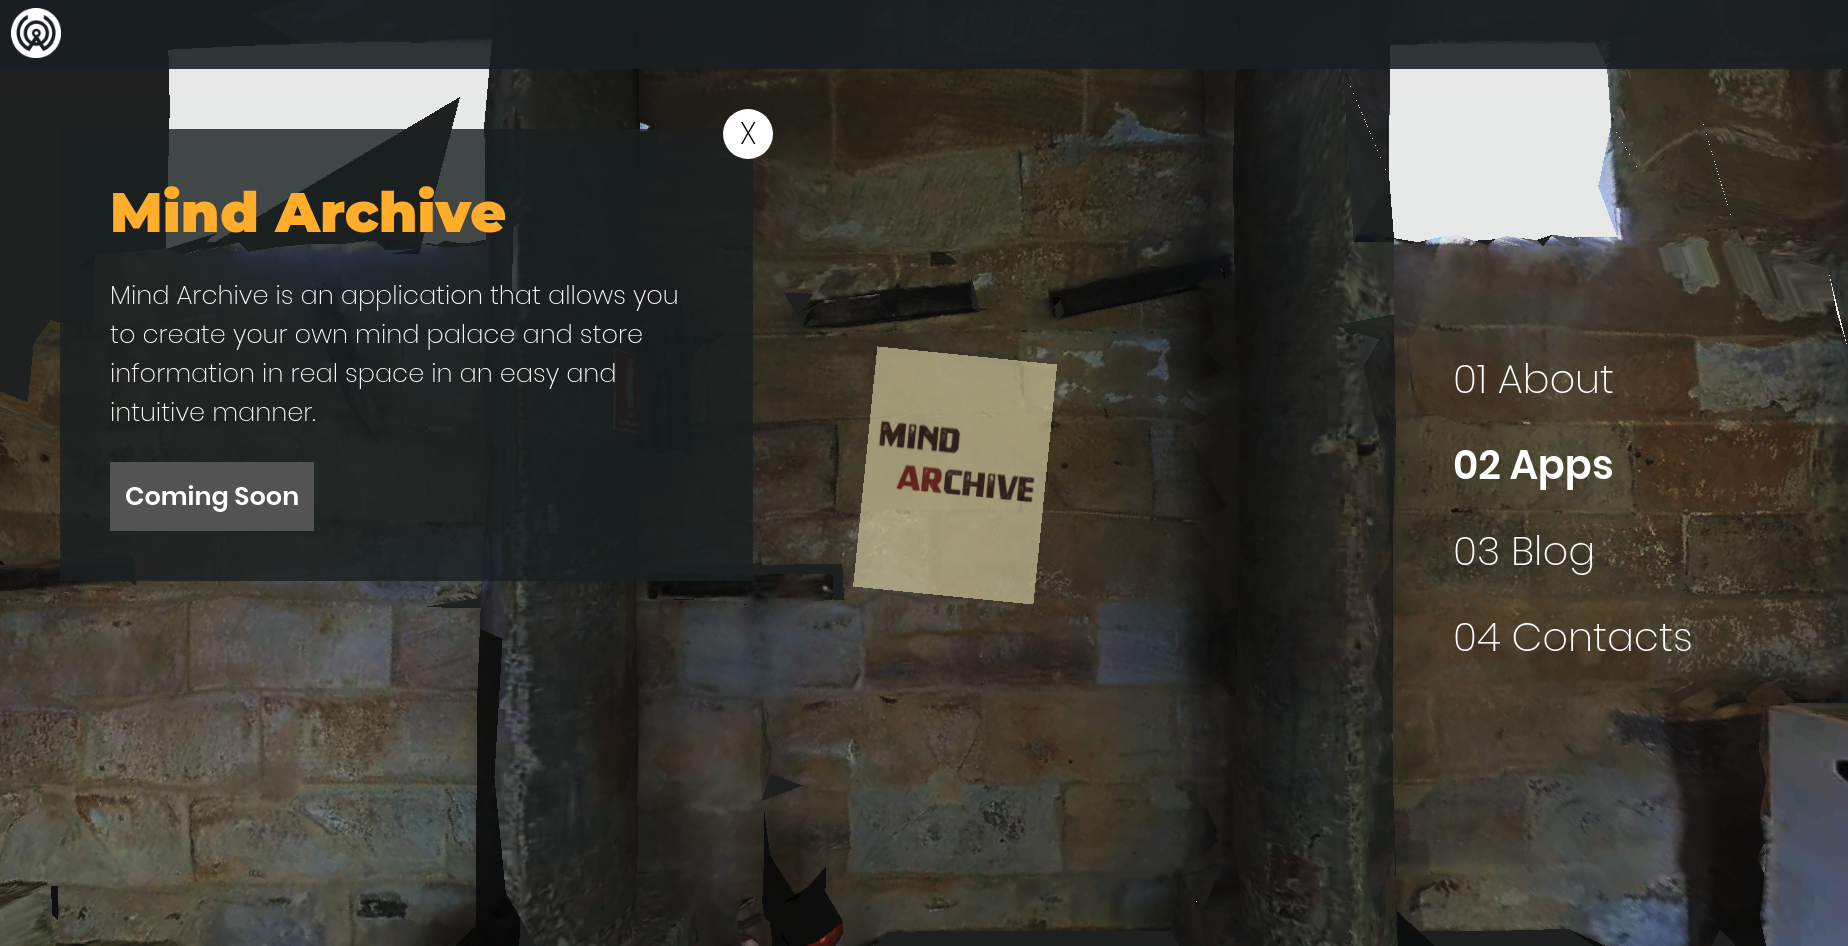 X
Mind Archive
Mind Archive is an application that allows you
to create your own mind palace and store
information in real space in an easy and
intuitive manner.
Coming Soon
MIND
ARCHIVE
01 About
02 Apps
03 Blog
04 Contacts